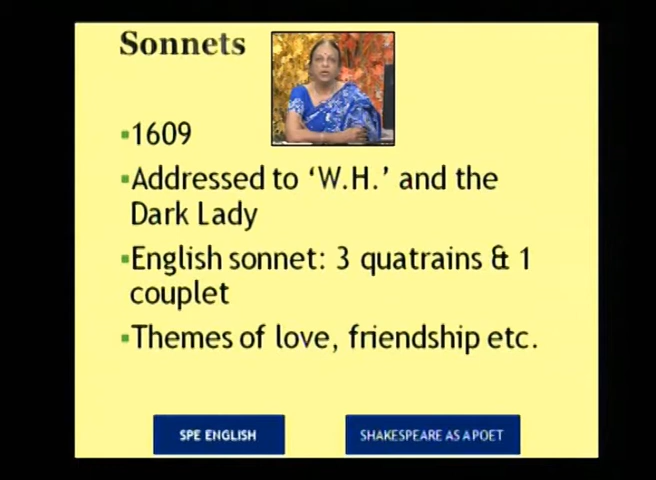 Sonnets
▪1609
▪Addressed to ‘W.H.’ and the
Dark Lady
▪English sonnet: 3 quatrains & 1
couplet
▪Themes of love, friendship etc.
SPE ENGLISH
SHAKESPEARE AS A POET